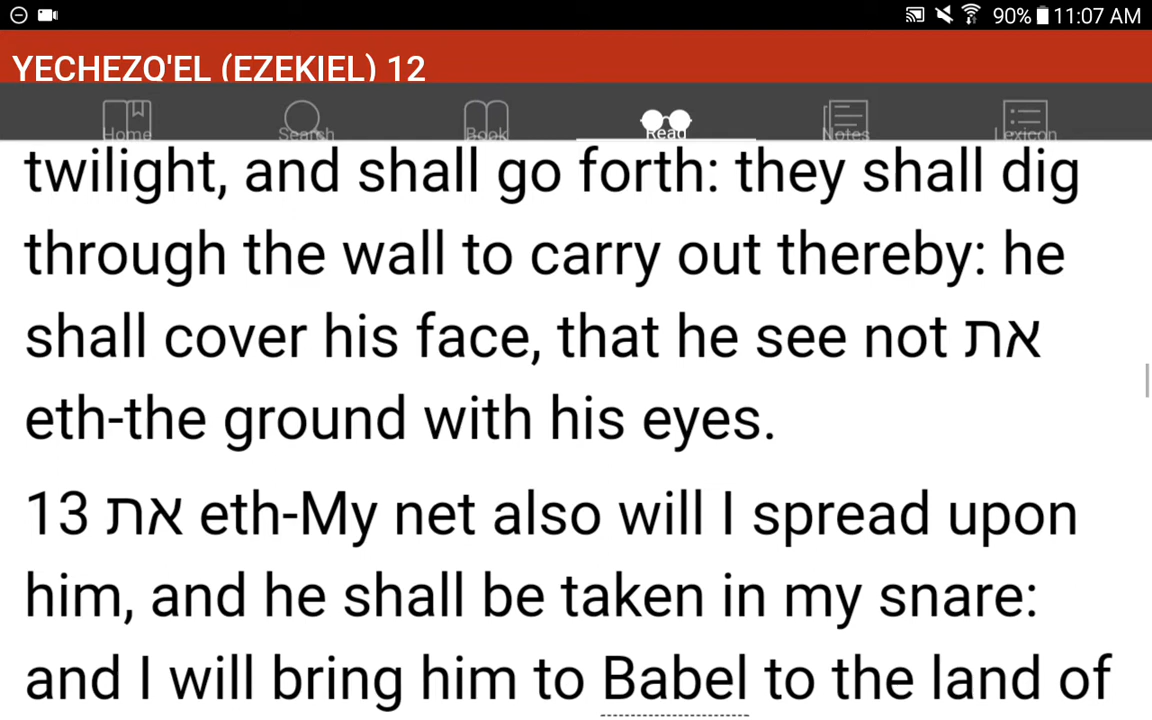 90% 11:07 AM
YECHEZQ'EL (EZEKIEL) 12
Home Search Book Read Notes Lexicon
twilight, and shall go forth: they shall dig
through the wall to carry out thereby: he
shall cover his face, that he see not את
eth-the ground with his eyes.
13 את eth-My net also will I spread upon
him, and he shall be taken in my snare:
and I will bring him to Babel to the land of